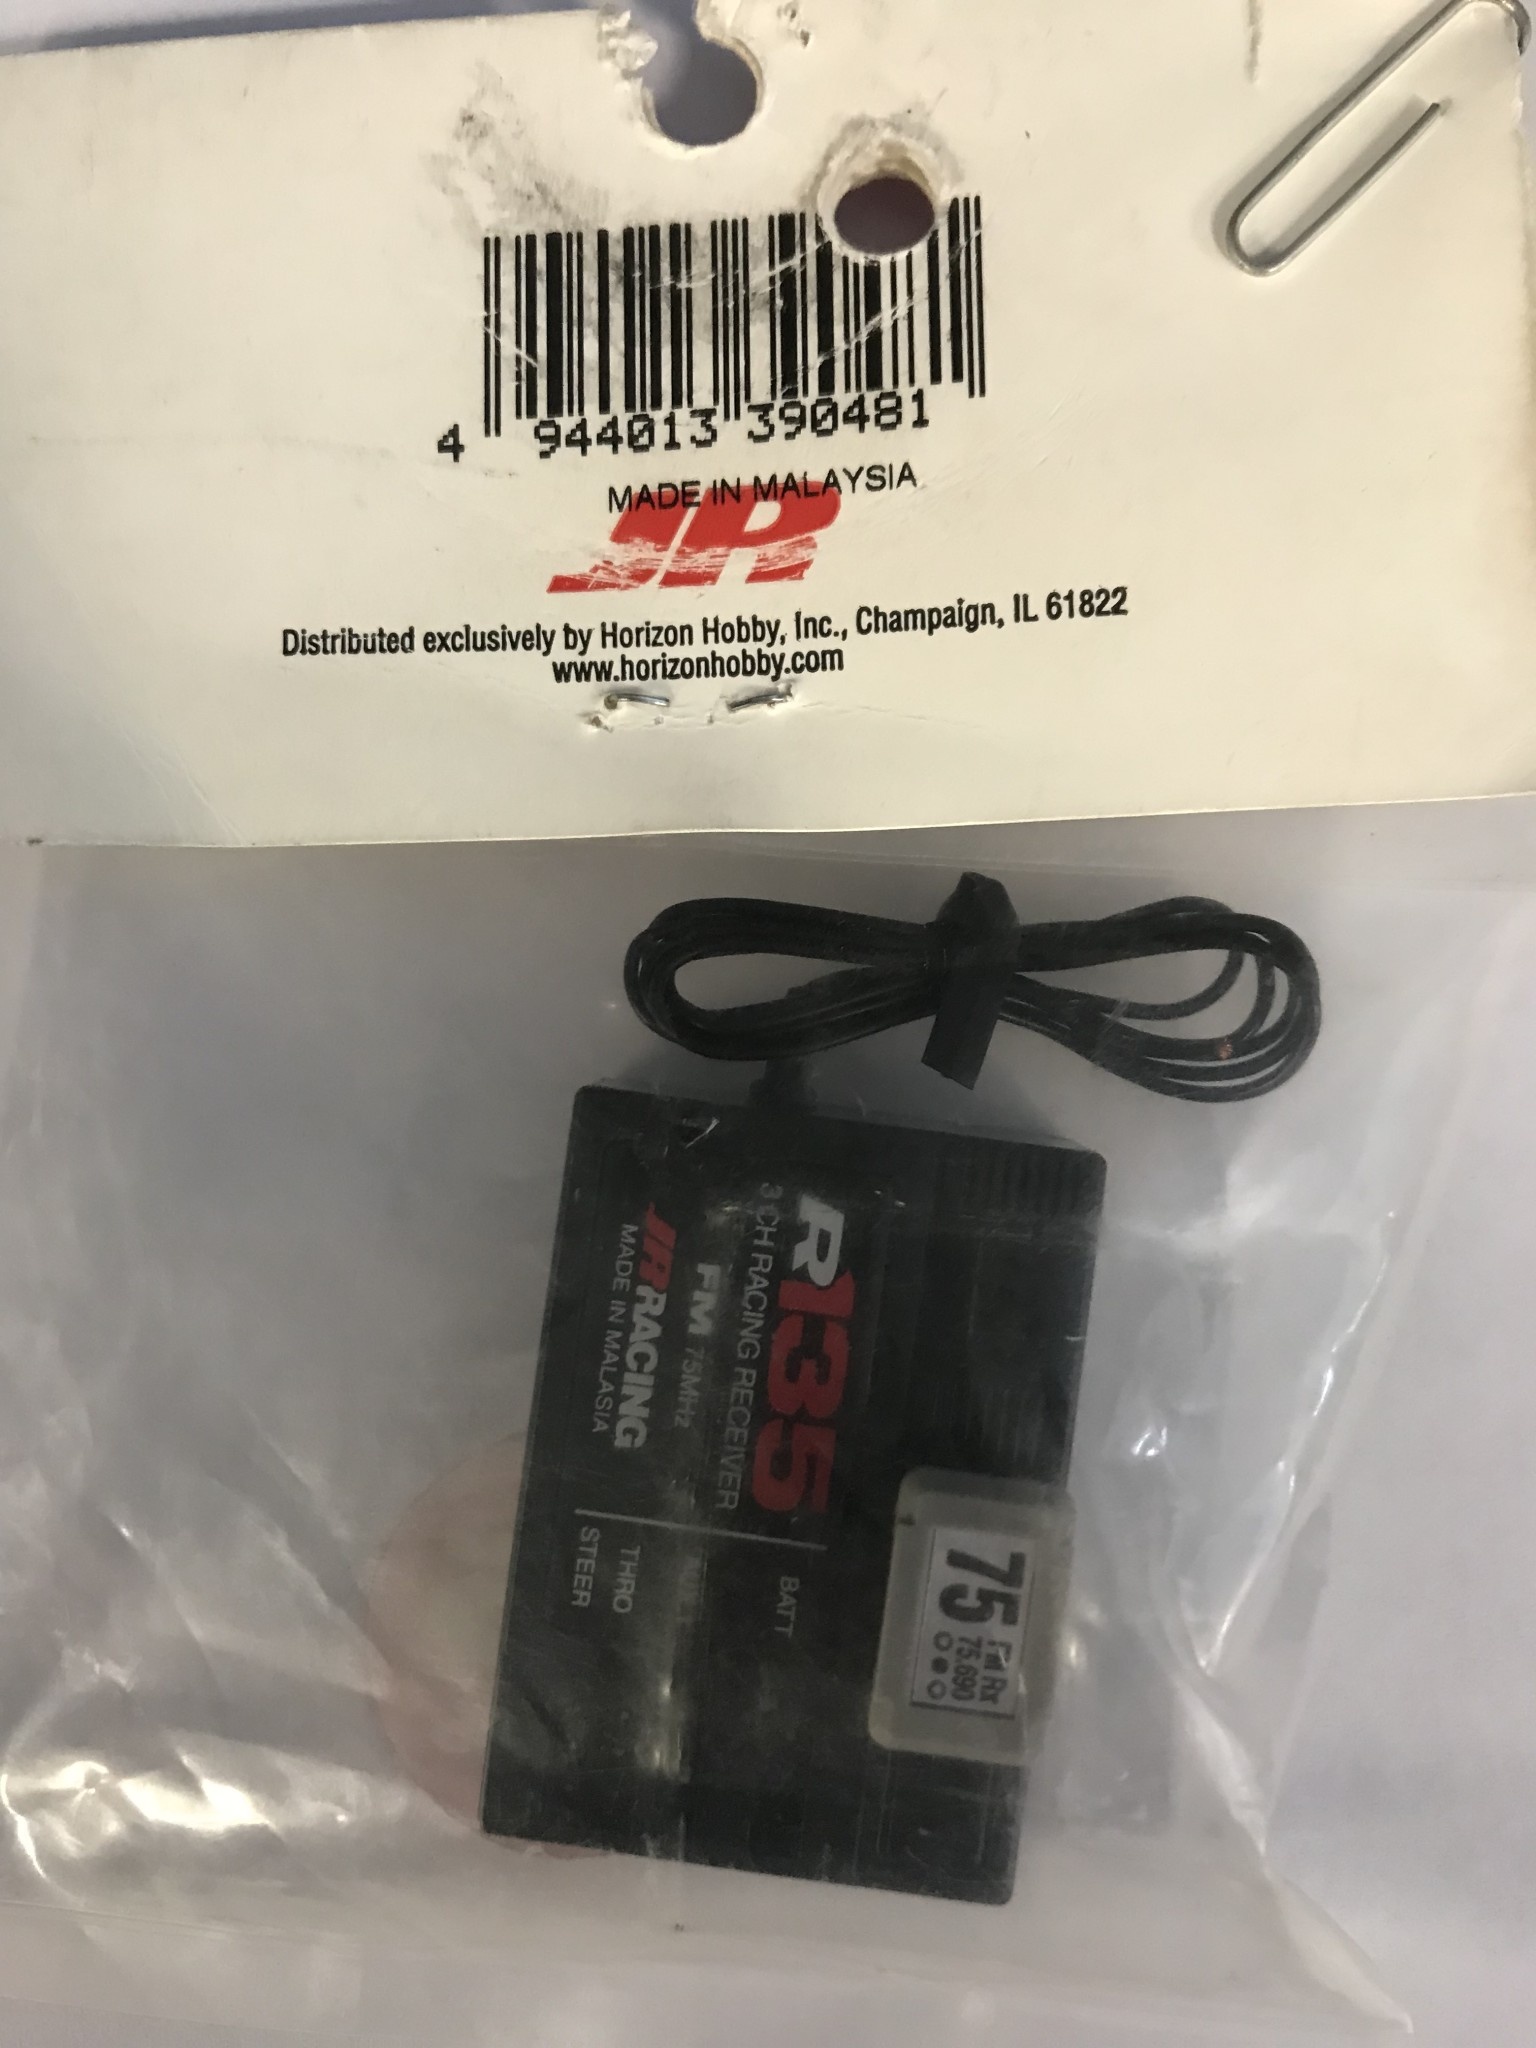 4 944013 390481
MADE IN MALAYSIA
JR
Distributed exclusively by Horizon Hobby, Inc., Champaign, IL 61822
www.horizonhobby.com
R135
3 CH RACING RECEIVER
FM 75MHz
JR RACING
MADE IN MALASIA
BATT
THRO
STEER
75
FM Rx
75.690